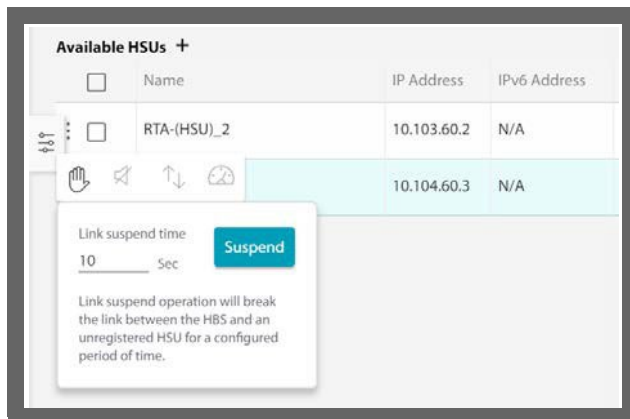 Available HSUs +
Name IP Address IPv6 Address
RTA-(HSU)_2 10.103.60.2 N/A
10.104.60.3 N/A
Link suspend time
10 Sec Suspend
Link suspend operation will break
the link between the HBS and an
unregistered HSU for a configured
period of time.